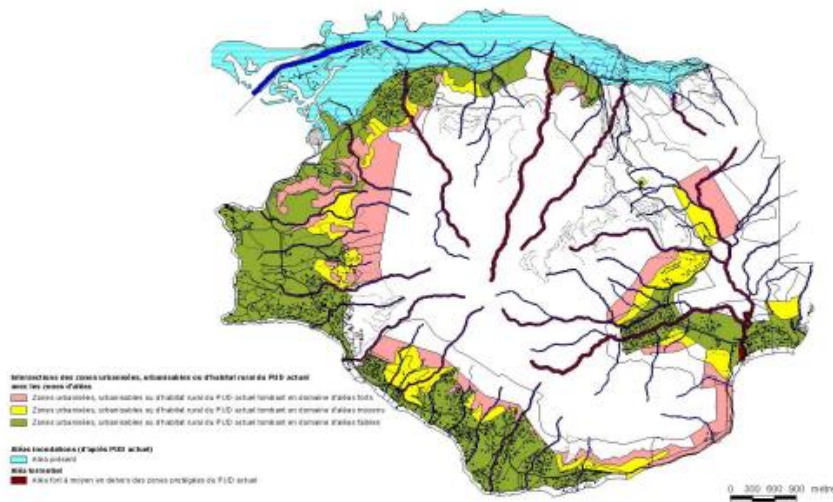 Intersections des zones urbanisées, urbanisables ou d'habitat rural du PUD actuel
avec les zones d'aléas
Zones urbanisées, urbanisables ou d'habitat rural du PUD actuel tombant en domaine d'aléas forts
Zones urbanisées, urbanisables ou d'habitat rural du PUD actuel tombant en domaine d'aléas moyens
Zones urbanisées, urbanisables ou d'habitat rural du PUD actuel tombant en domaine d'aléas faibles
Aléas inondations (d'après PUD actuel)
Aléa présent
Aléa torrentiel
Aléa fort à moyen en dehors des zones protégées du PUD actuel
0 300 600 900 mètre